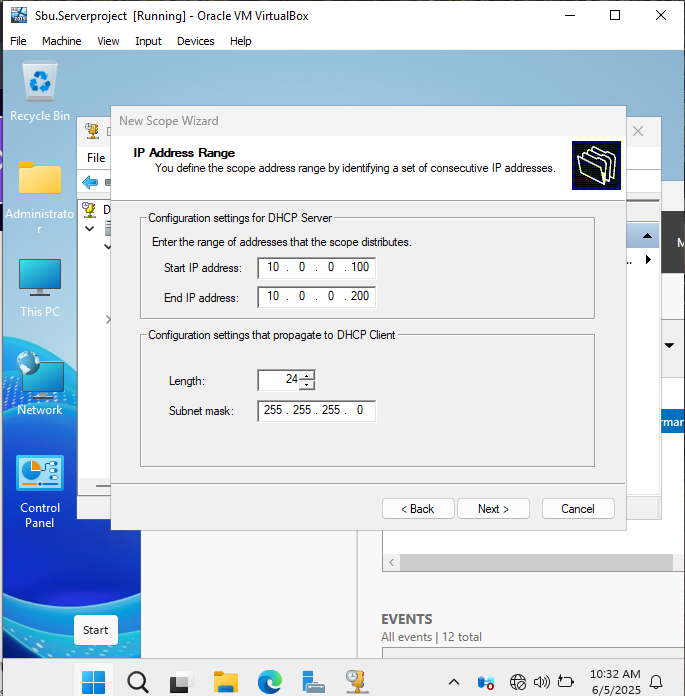 Sbu.Serverproject [Running] - Oracle VM VirtualBox
File Machine View Input Devices Help
Recycle Bin
New Scope Wizard
IP Address Range
You define the scope address range by identifying a set of consecutive IP addresses.
File
Administrato
r
Configuration settings for DHCP Server
Enter the range of addresses that the scope distributes.
Start IP address: 10 . 0 . 0 . 100
End IP address: 10 . 0 . 0 . 200
This PC
Configuration settings that propagate to DHCP Client
Length: 24
Subnet mask: 255 . 255 . 255 . 0
Network
Control
Panel
< Back Next > Cancel
EVENTS
All events | 12 total
Start
10:32 AM
6/5/2025